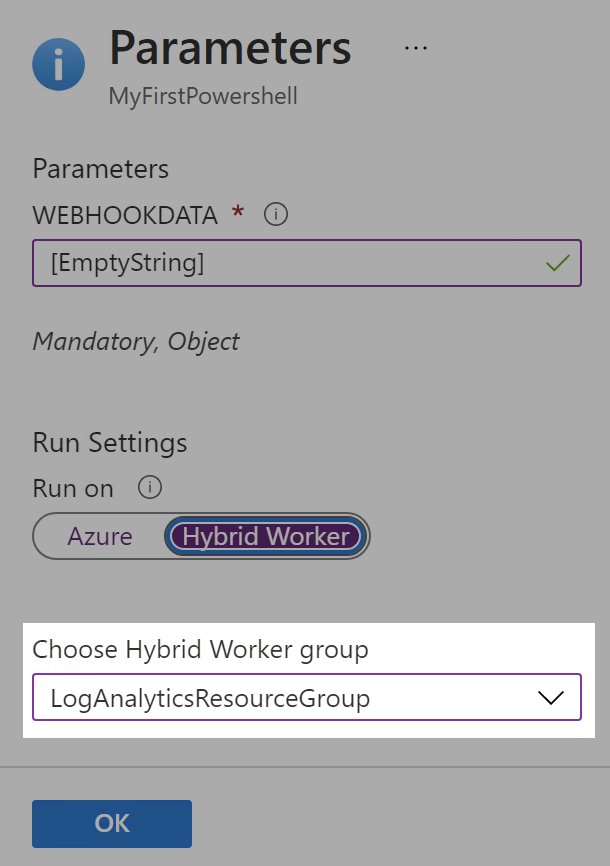 Parameters ...
MyFirstPowershell
Parameters
WEBHOOKDATA *
[EmptyString]
Mandatory, Object
Run Settings
Run on
Azure Hybrid Worker
Choose Hybrid Worker group
LogAnalyticsResourceGroup
OK